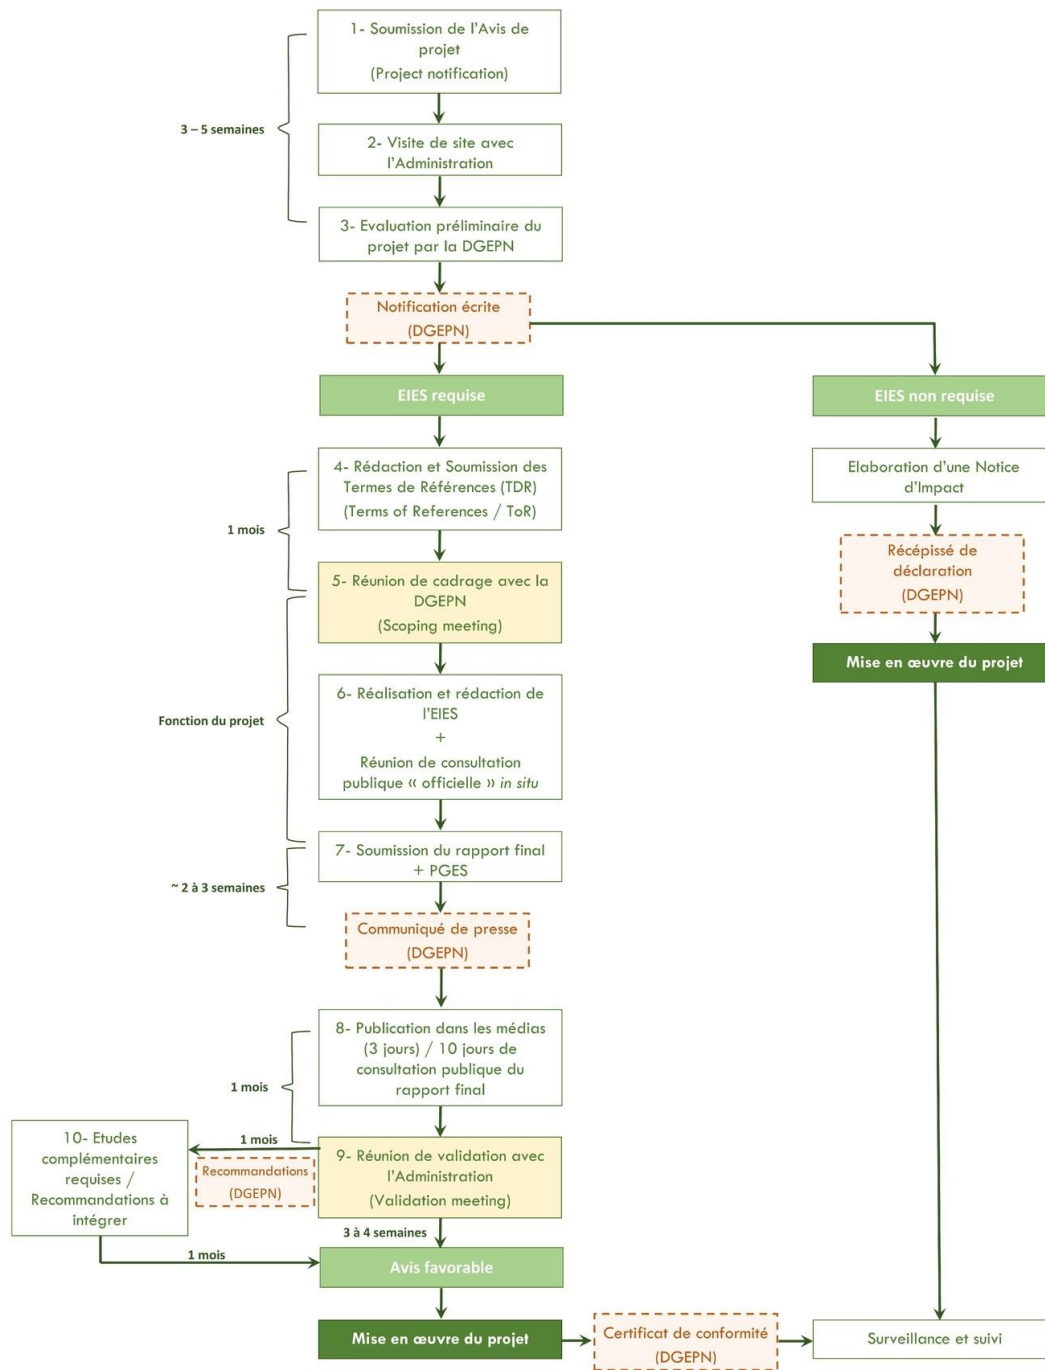 1- Soumission de l'Avis de
projet
(Project notification)
3 – 5 semaines
2- Visite de site avec
l'Administration
3- Evaluation préliminaire du
projet par la DGEPN
Notification écrite
(DGEPN)
EIES requise
EIES non requise
4- Rédaction et Soumission des
Termes de Références (TDR)
(Terms of References / ToR)
1 mois
Elaboration d'une Notice
d'Impact
5- Réunion de cadrage avec la
DGEPN
(Scoping meeting)
Récépissé de
déclaration
(DGEPN)
Mise en œuvre du projet
Fonction du projet
6- Réalisation et rédaction de
l'EIES
+
Réunion de consultation
publique « officielle » in situ
7- Soumission du rapport final
+ PGES
~ 2 à 3 semaines
Communiqué de presse
(DGEPN)
8- Publication dans les médias
(3 jours) / 10 jours de
consultation publique du
rapport final
1 mois
10- Etudes
complémentaires
requises /
Recommandations à
intégrer
1 mois
Recommandations
(DGEPN)
9- Réunion de validation avec
l'Administration
(Validation meeting)
3 à 4 semaines
1 mois
Avis favorable
Mise en œuvre du projet
Certificat de conformité
(DGEPN)
Surveillance et suivi